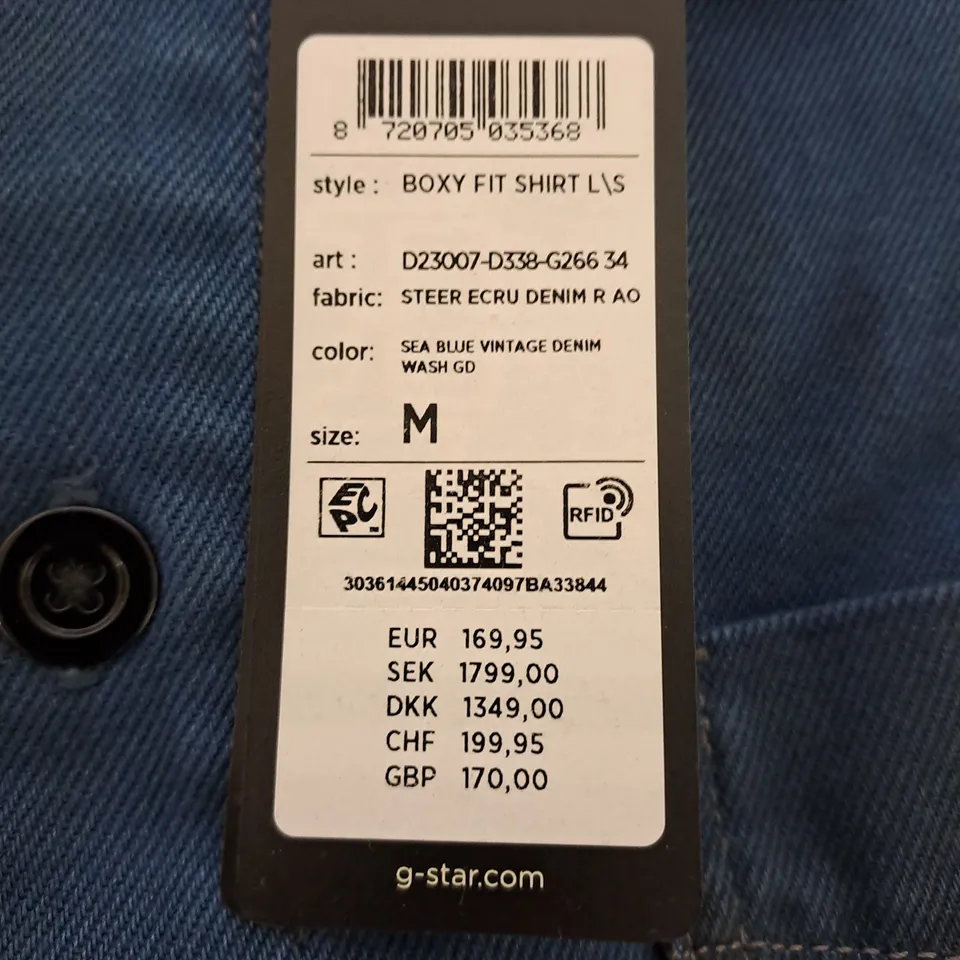 8 720705 035368
style : BOXY FIT SHIRT L\S
art : D23007-D338-G266 34
fabric: STEER ECRU DENIM R AO
color: SEA BLUE VINTAGE DENIM
WASH GD
size: M
EPC
RFID
30361445040374097BA33844
EUR 169,95
SEK 1799,00
DKK 1349,00
CHF 199,95
GBP 170,00
g-star.com